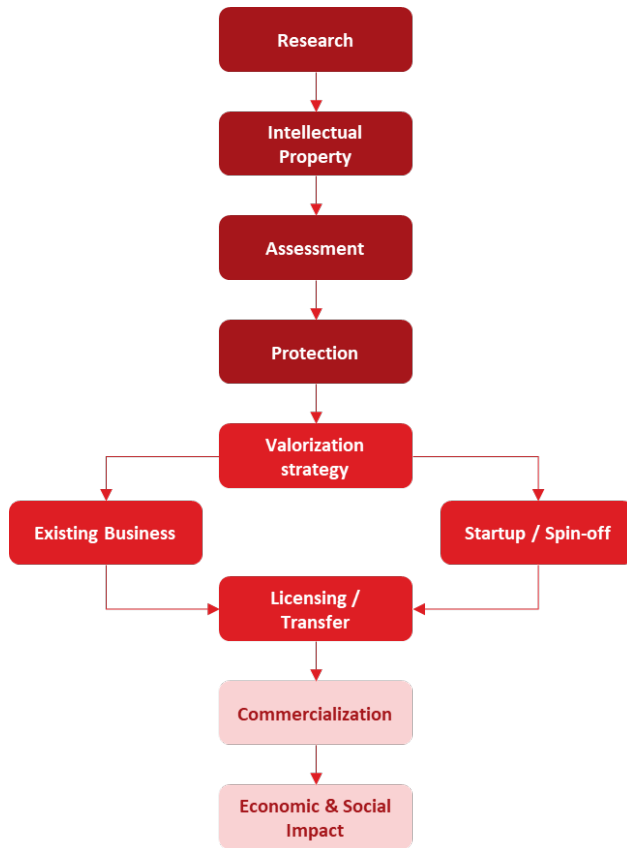 Research
Intellectual
Property
Assessment
Protection
Valorization
strategy
Existing Business
Startup / Spin-off
Licensing /
Transfer
Commercialization
Economic & Social
Impact